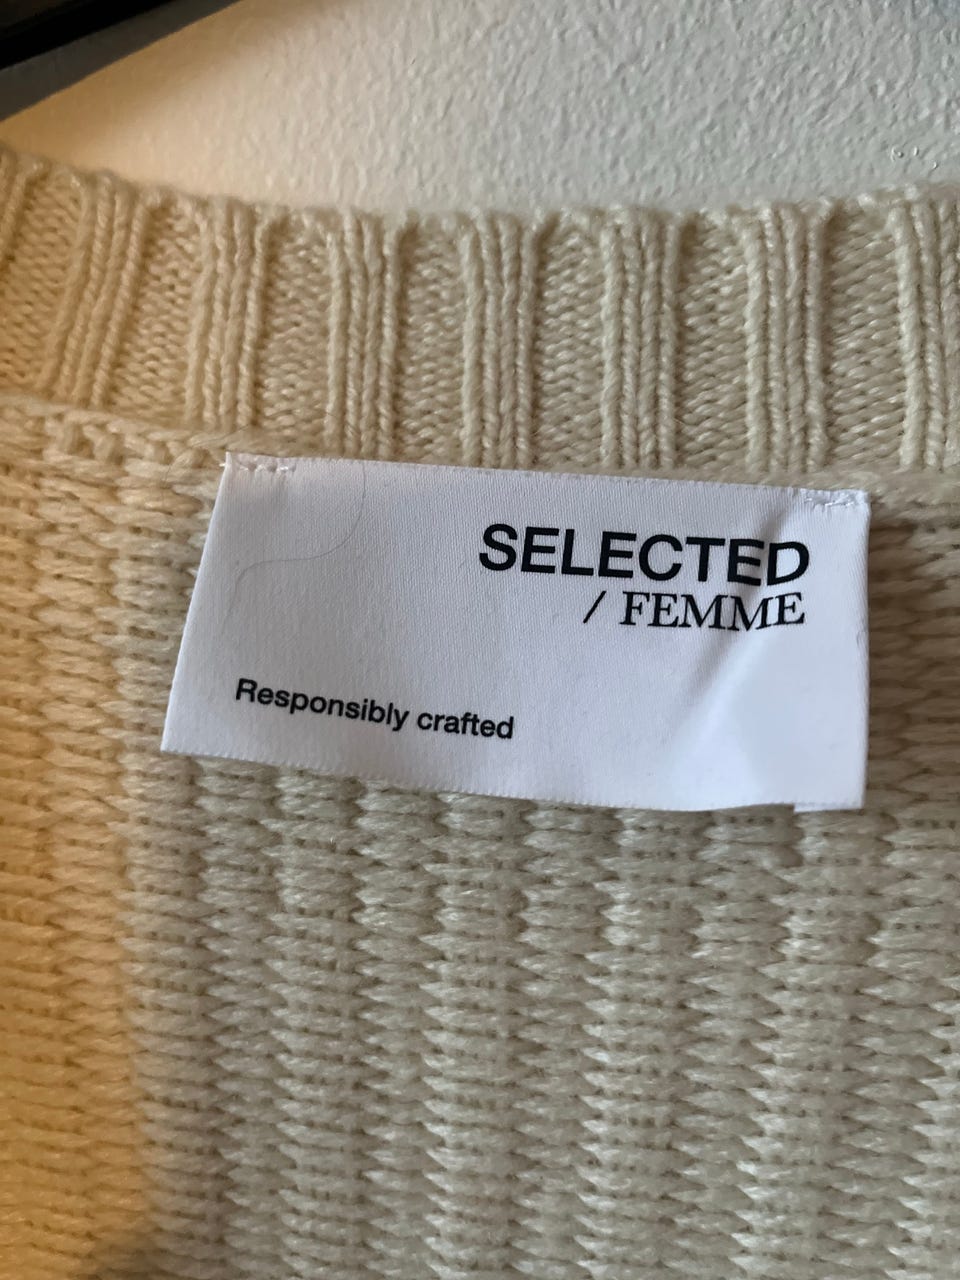 SELECTED
/ FEMME
Responsibly crafted